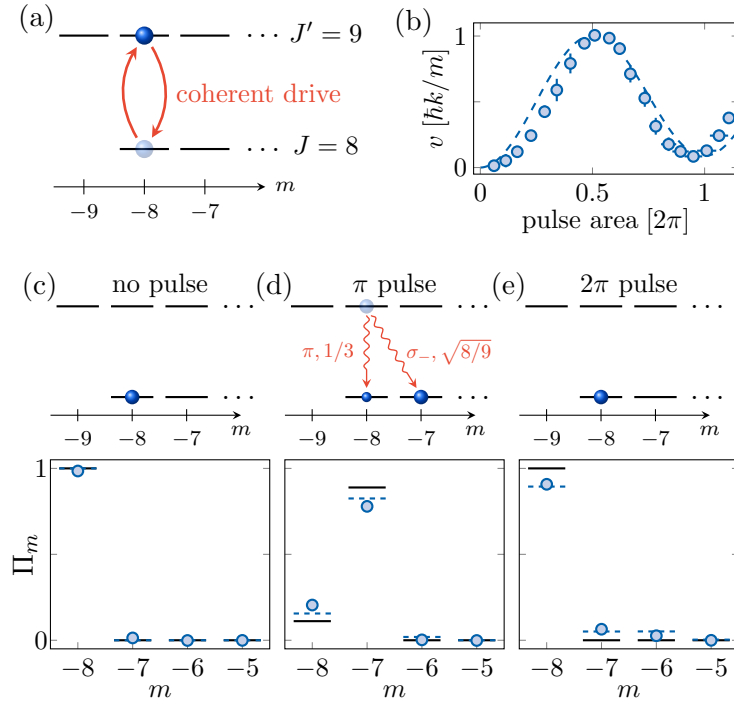 (a)
· · · J′ = 9
coherent drive
· · · J = 8
m
−9 −8 −7
(b)
v [ħk/m]
1
0
0 0.5 1
pulse area [2π]
(c) no pulse
· · ·
· · ·
m
−9 −8 −7
(d) π pulse
· · ·
π, 1/3
σ₋, √8/9
· · ·
m
−9 −8 −7
(e) 2π pulse
· · ·
· · ·
m
−9 −8 −7
Πm
1
0
−8 −7 −6 −5
m
−8 −7 −6 −5
m
−8 −7 −6 −5
m